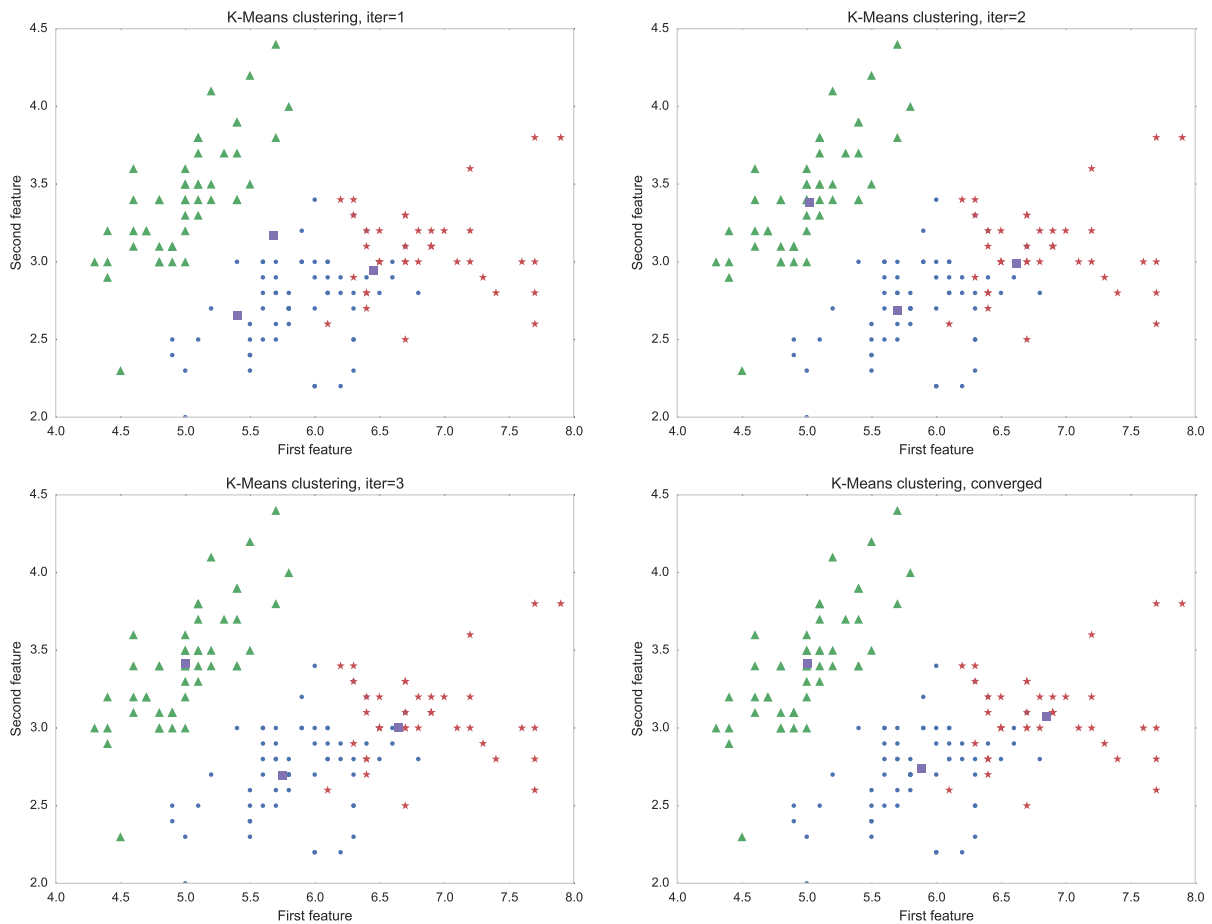 K-Means clustering, iter=1
4.5
4.0
3.5
3.0
2.5
2.0
Second feature
4.0 4.5 5.0 5.5 6.0 6.5 7.0 7.5 8.0
First feature
K-Means clustering, iter=2
4.5
4.0
3.5
3.0
2.5
2.0
Second feature
4.0 4.5 5.0 5.5 6.0 6.5 7.0 7.5 8.0
First feature
K-Means clustering, iter=3
4.5
4.0
3.5
3.0
2.5
2.0
Second feature
4.0 4.5 5.0 5.5 6.0 6.5 7.0 7.5 8.0
First feature
K-Means clustering, converged
4.5
4.0
3.5
3.0
2.5
2.0
Second feature
4.0 4.5 5.0 5.5 6.0 6.5 7.0 7.5 8.0
First feature